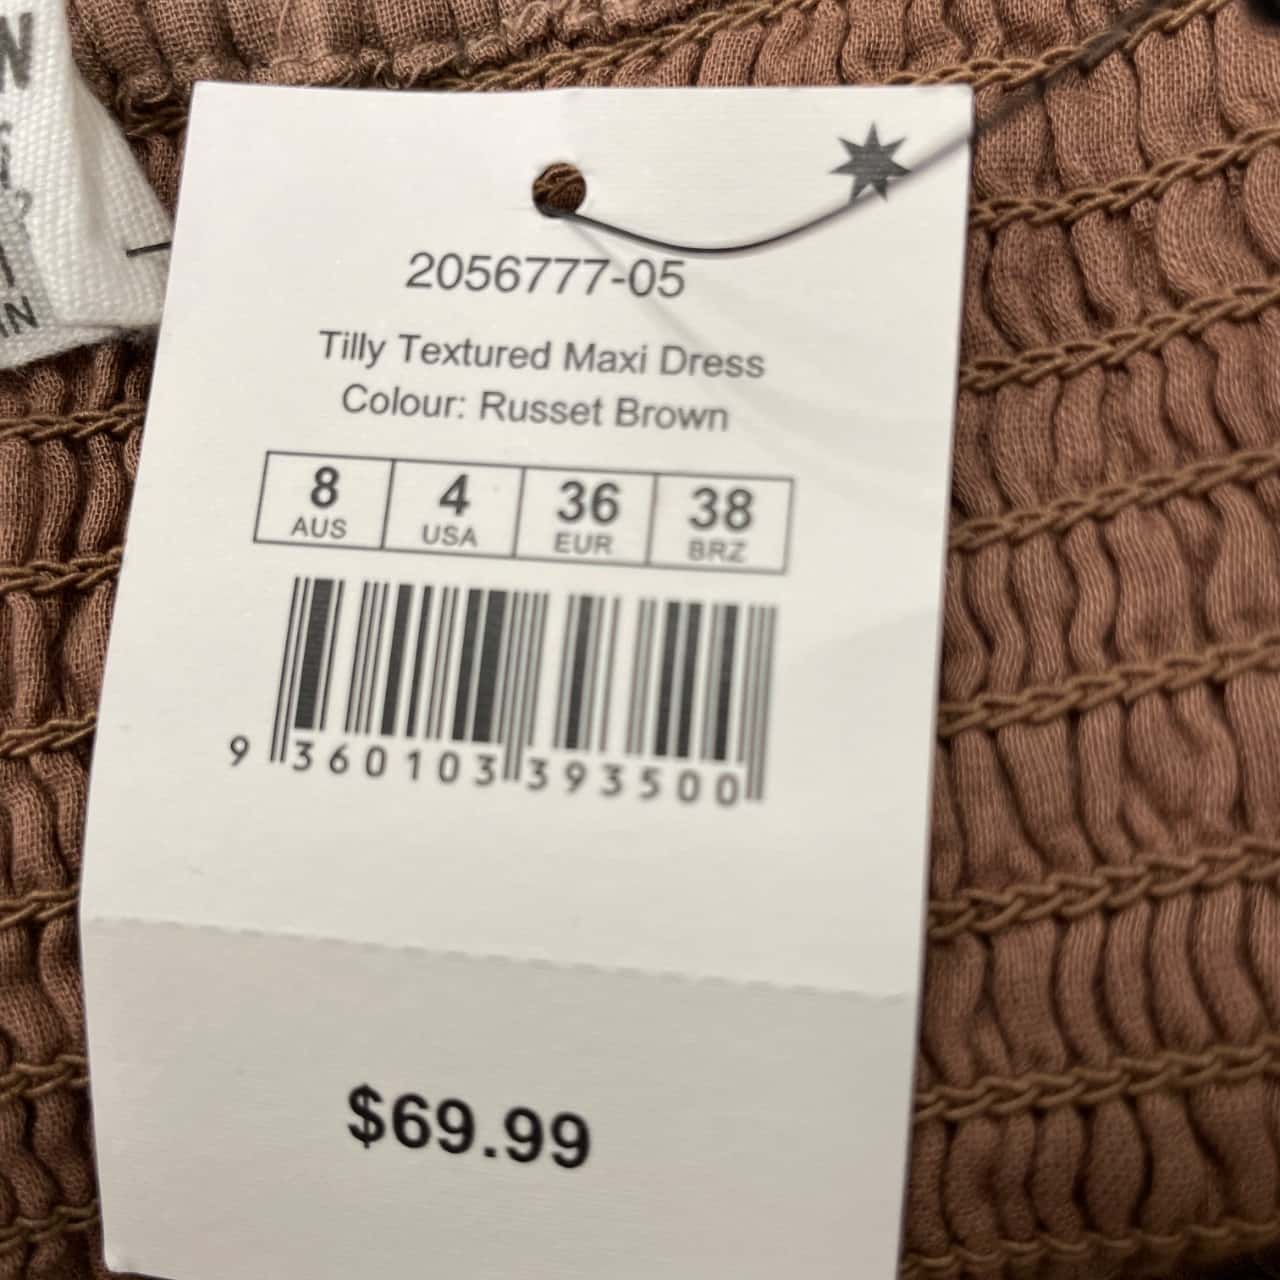 2056777-05
Tilly Textured Maxi Dress
Colour: Russet Brown
8 4 36 38
AUS USA EUR BRZ
9 360103 393500
$69.99